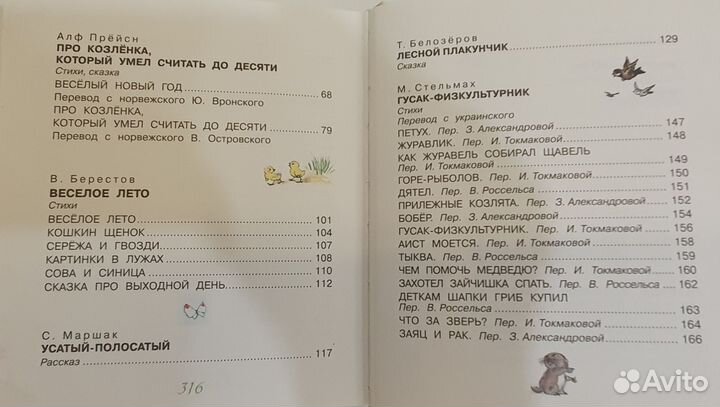 Алф Прёйсн
ПРО КОЗЛЁНКА,
КОТОРЫЙ УМЕЛ СЧИТАТЬ ДО ДЕСЯТИ
Стихи, сказка
ВЕСЁЛЫЙ НОВЫЙ ГОД 68
Перевод с норвежского Ю. Вронского
ПРО КОЗЛЁНКА,
КОТОРЫЙ УМЕЛ СЧИТАТЬ ДО ДЕСЯТИ 79
Перевод с норвежского В. Островского
В. Берестов
ВЕСЕЛОЕ ЛЕТО
Стихи
ВЕСЁЛОЕ ЛЕТО 101
КОШКИН ЩЕНОК 104
СЕРЁЖА И ГВОЗДИ 107
КАРТИНКИ В ЛУЖАХ 108
СОВА И СИНИЦА 110
СКАЗКА ПРО ВЫХОДНОЙ ДЕНЬ 112
С. Маршак
УСАТЫЙ-ПОЛОСАТЫЙ
Рассказ 117
316
Т. Белозёров
ЛЕСНОЙ ПЛАКУНЧИК 129
Сказка
М. Стельмах
ГУСАК-ФИЗКУЛЬТУРНИК
Стихи
Перевод с украинского
ПЕТУХ. Пер. З. Александровой 147
ЖУРАВЛИК. Пер. И. Токмаковой 148
КАК ЖУРАВЕЛЬ СОБИРАЛ ЩАВЕЛЬ
Пер. И. Токмаковой 149
ГОРЕ-РЫБОЛОВ. Пер. И. Токмаковой 150
ДЯТЕЛ. Пер. В. Россельса 151
ПРИЛЕЖНЫЕ КОЗЛЯТА. Пер. З. Александровой 152
БОБЁР. Пер. З. Александровой 154
ГУСАК-ФИЗКУЛЬТУРНИК. Пер. И. Токмаковой 156
АИСТ МОЕТСЯ. Пер. И. Токмаковой 158
ТЫКВА. Пер. В. Россельса 159
ЧЕМ ПОМОЧЬ МЕДВЕДЮ? Пер. И. Токмаковой 160
ЗАХОТЕЛ ЗАЙЧИШКА СПАТЬ. Пер. В. Россельса 162
ДЕТКАМ ШАПКИ ГРИБ КУПИЛ
Пер. В. Россельса 163
ЧТО ЗА ЗВЕРЬ? Пер. И. Токмаковой 164
ЗАЯЦ И РАК. Пер. З. Александровой 166
Avito